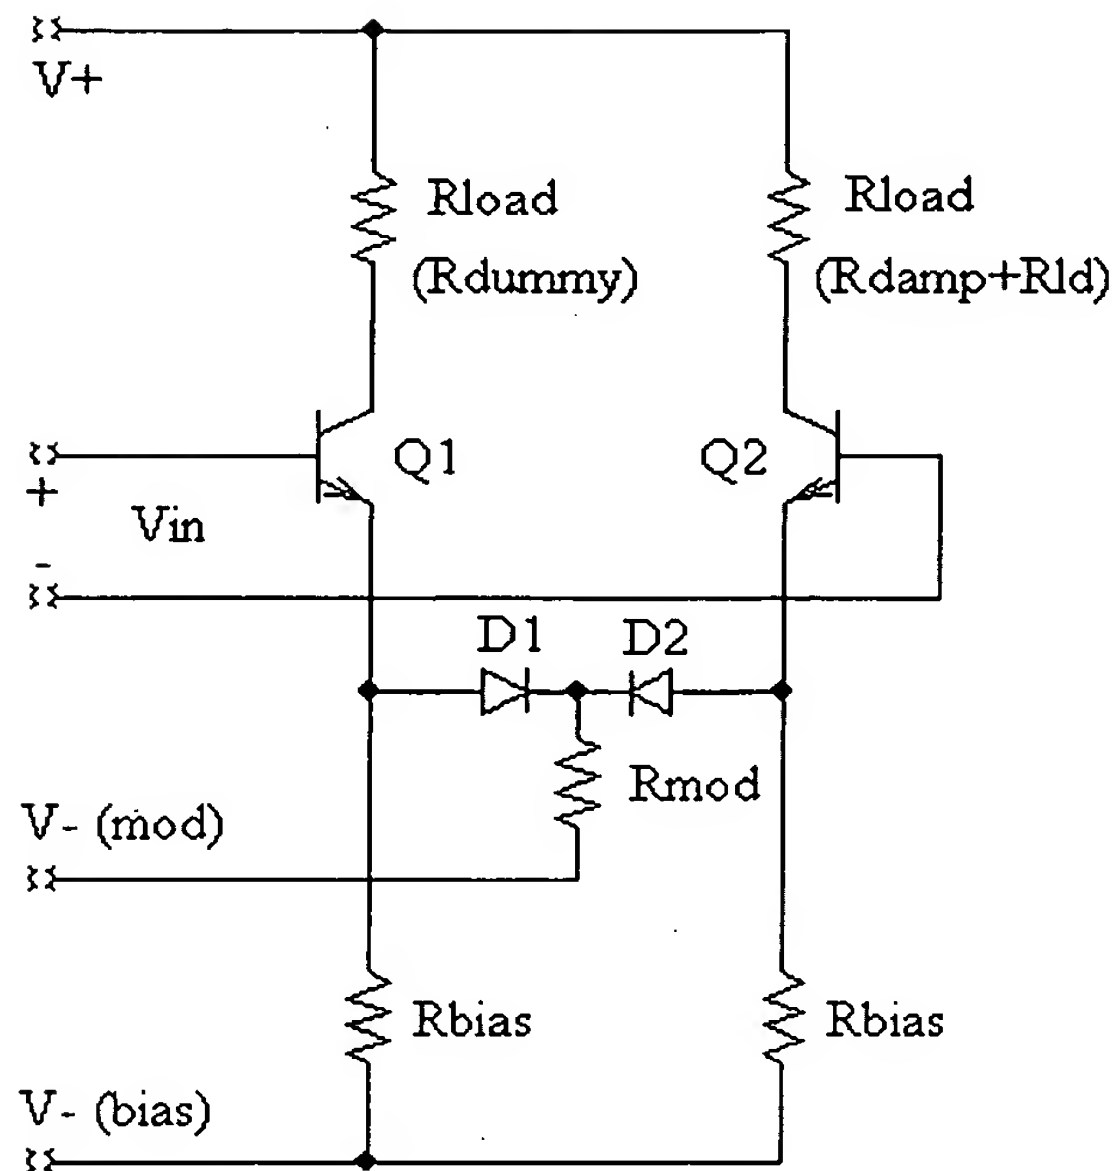 V+
Rload
(Rdummy)
Rload
(Rdamp+Rld)
Q1
Q2
+
Vin
-
D1
D2
Rmod
V- (mod)
Rbias
Rbias
V- (bias)